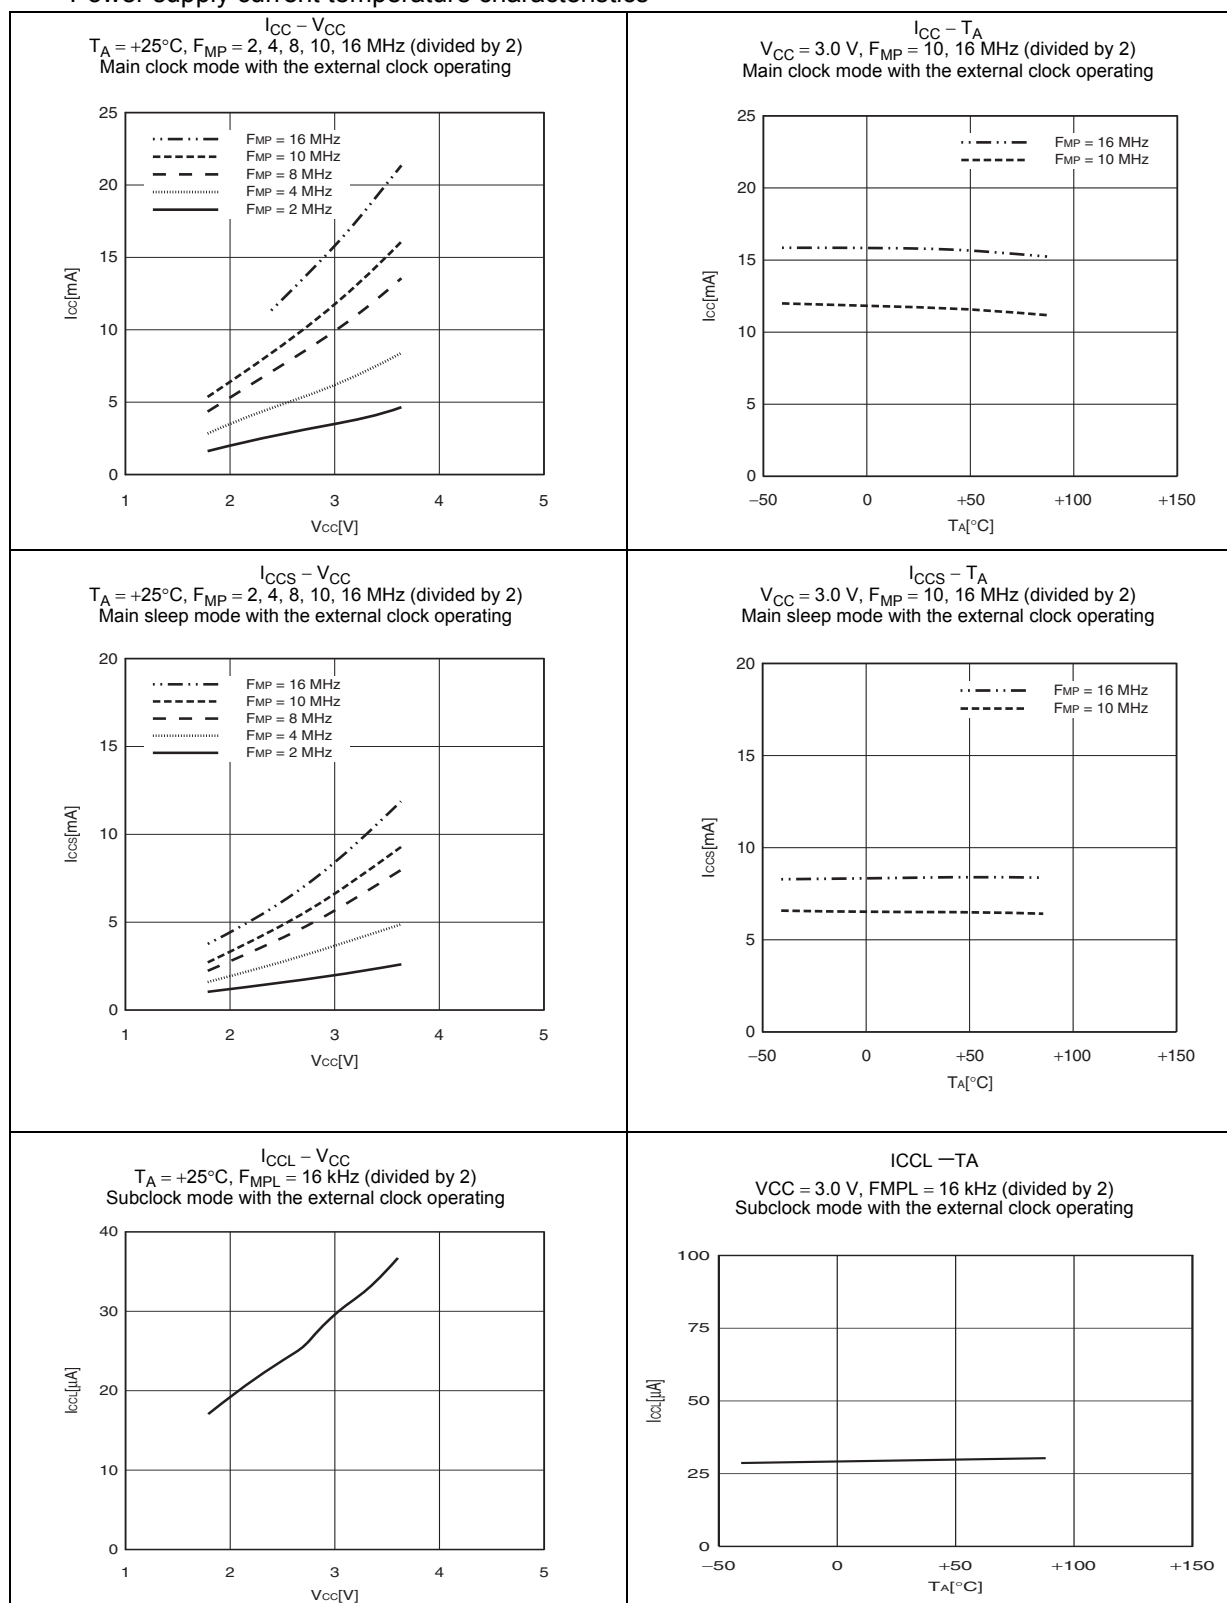 Power supply current temperature characteristics
ICC – VCC
TA = +25°C, FMP = 2, 4, 8, 10, 16 MHz (divided by 2)
Main clock mode with the external clock operating
25
20
15
10
5
0
ICC[mA]
FMP = 16 MHz
FMP = 10 MHz
FMP = 8 MHz
FMP = 4 MHz
FMP = 2 MHz
1 2 3 4 5
VCC[V]
ICC – TA
VCC = 3.0 V, FMP = 10, 16 MHz (divided by 2)
Main clock mode with the external clock operating
25
20
15
10
5
0
ICC[mA]
FMP = 16 MHz
FMP = 10 MHz
−50 0 +50 +100 +150
TA[°C]
ICCS – VCC
TA = +25°C, FMP = 2, 4, 8, 10, 16 MHz (divided by 2)
Main sleep mode with the external clock operating
20
15
10
5
0
ICCS[mA]
FMP = 16 MHz
FMP = 10 MHz
FMP = 8 MHz
FMP = 4 MHz
FMP = 2 MHz
1 2 3 4 5
VCC[V]
ICCS – TA
VCC = 3.0 V, FMP = 10, 16 MHz (divided by 2)
Main sleep mode with the external clock operating
20
15
10
5
0
ICCS[mA]
FMP = 16 MHz
FMP = 10 MHz
−50 0 +50 +100 +150
TA[°C]
ICCL – VCC
TA = +25°C, FMPL = 16 kHz (divided by 2)
Subclock mode with the external clock operating
40
30
20
10
0
ICCL[µA]
1 2 3 4 5
VCC[V]
ICCL —TA
VCC = 3.0 V, FMPL = 16 kHz (divided by 2)
Subclock mode with the external clock operating
100
75
50
25
0
ICCL[µA]
−50 0 +50 +100 +150
TA[°C]